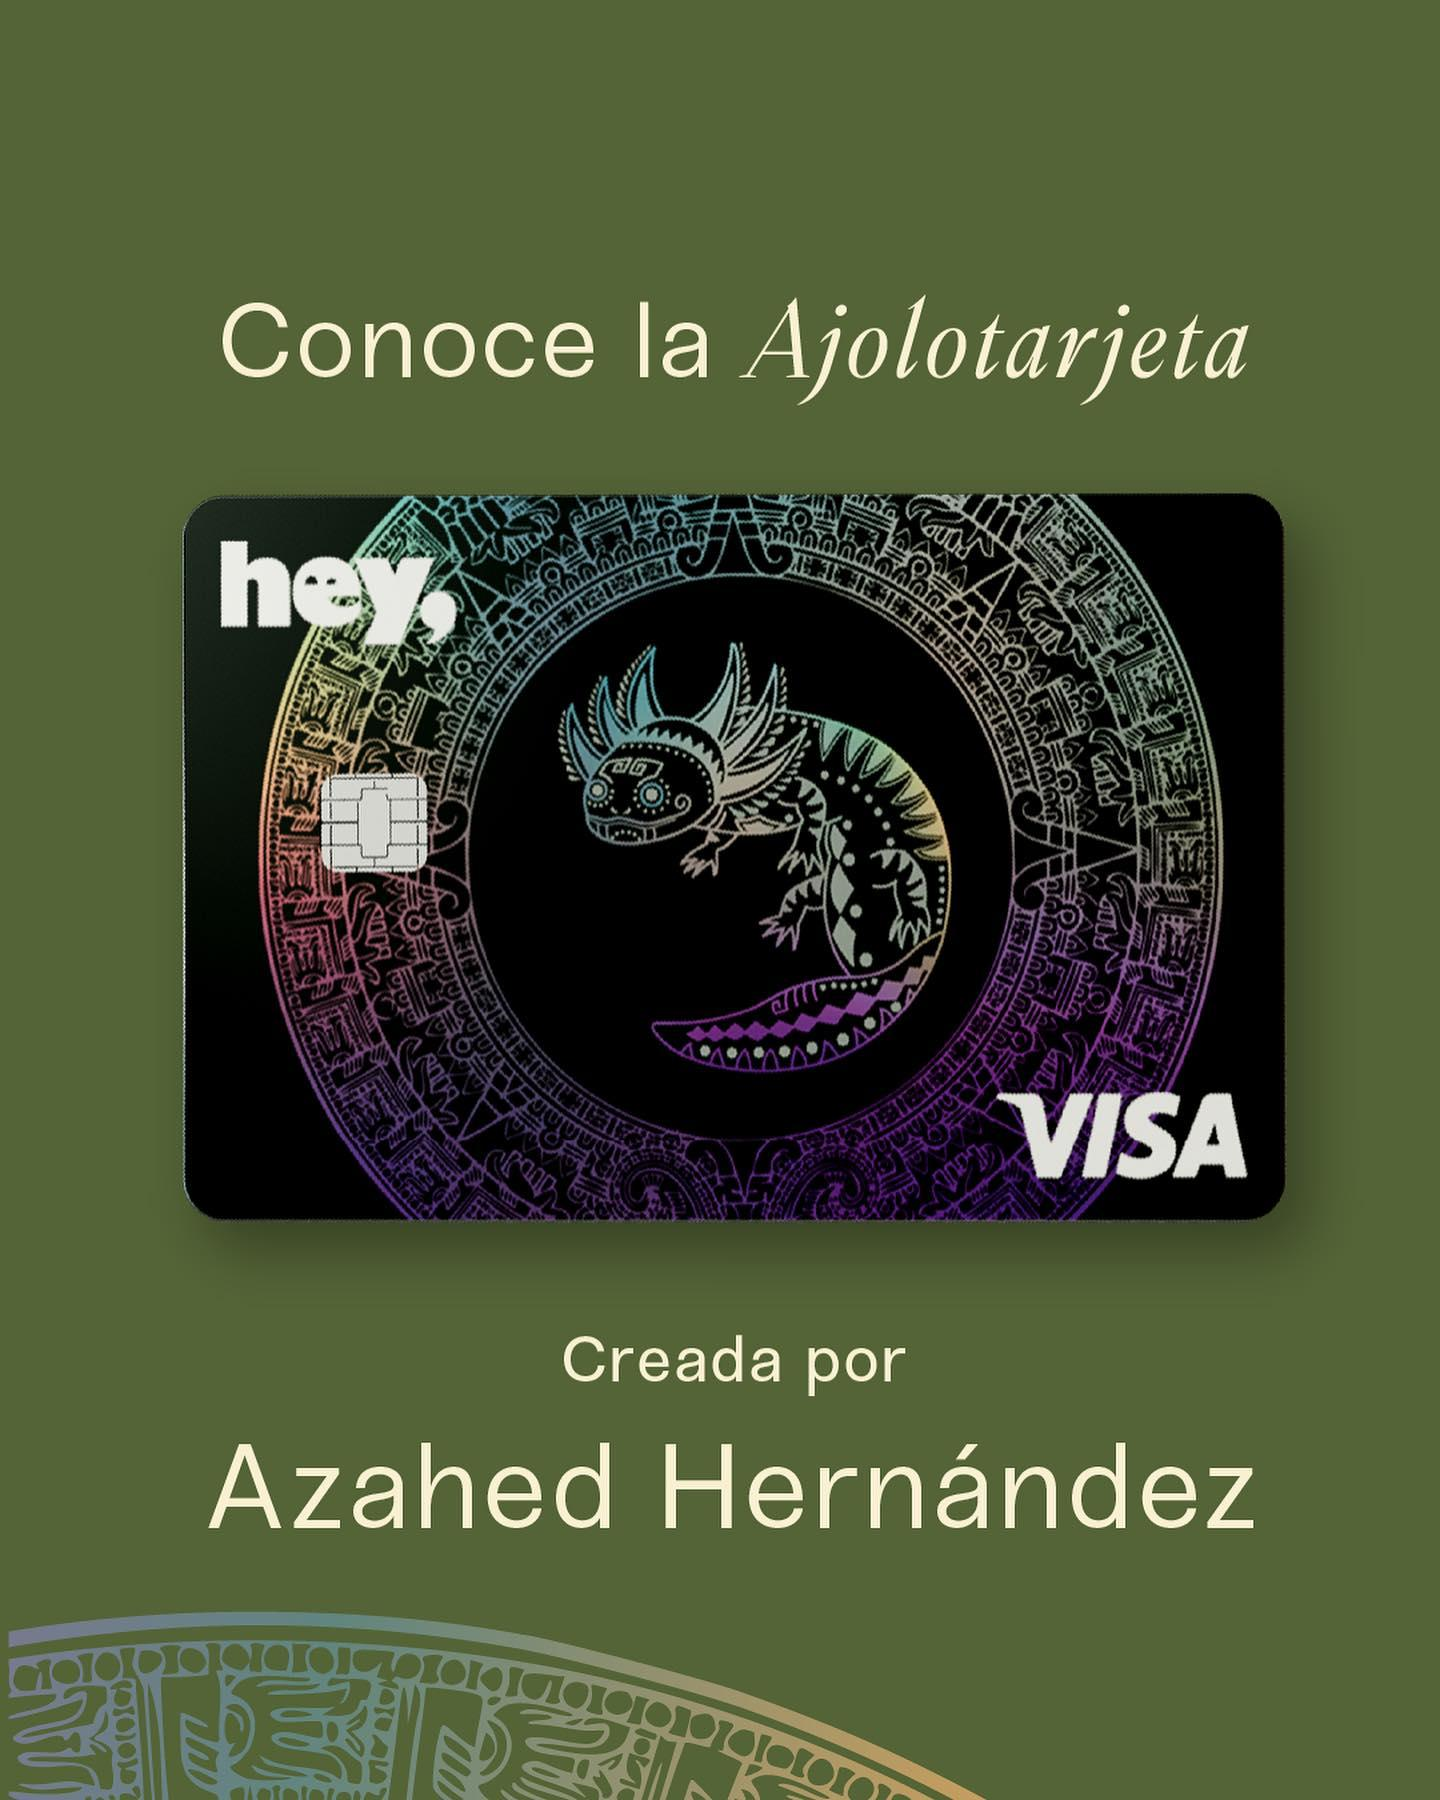 Conoce la Ajolotarjeta
hey,
VISA
Creada por
Azahed Hernández